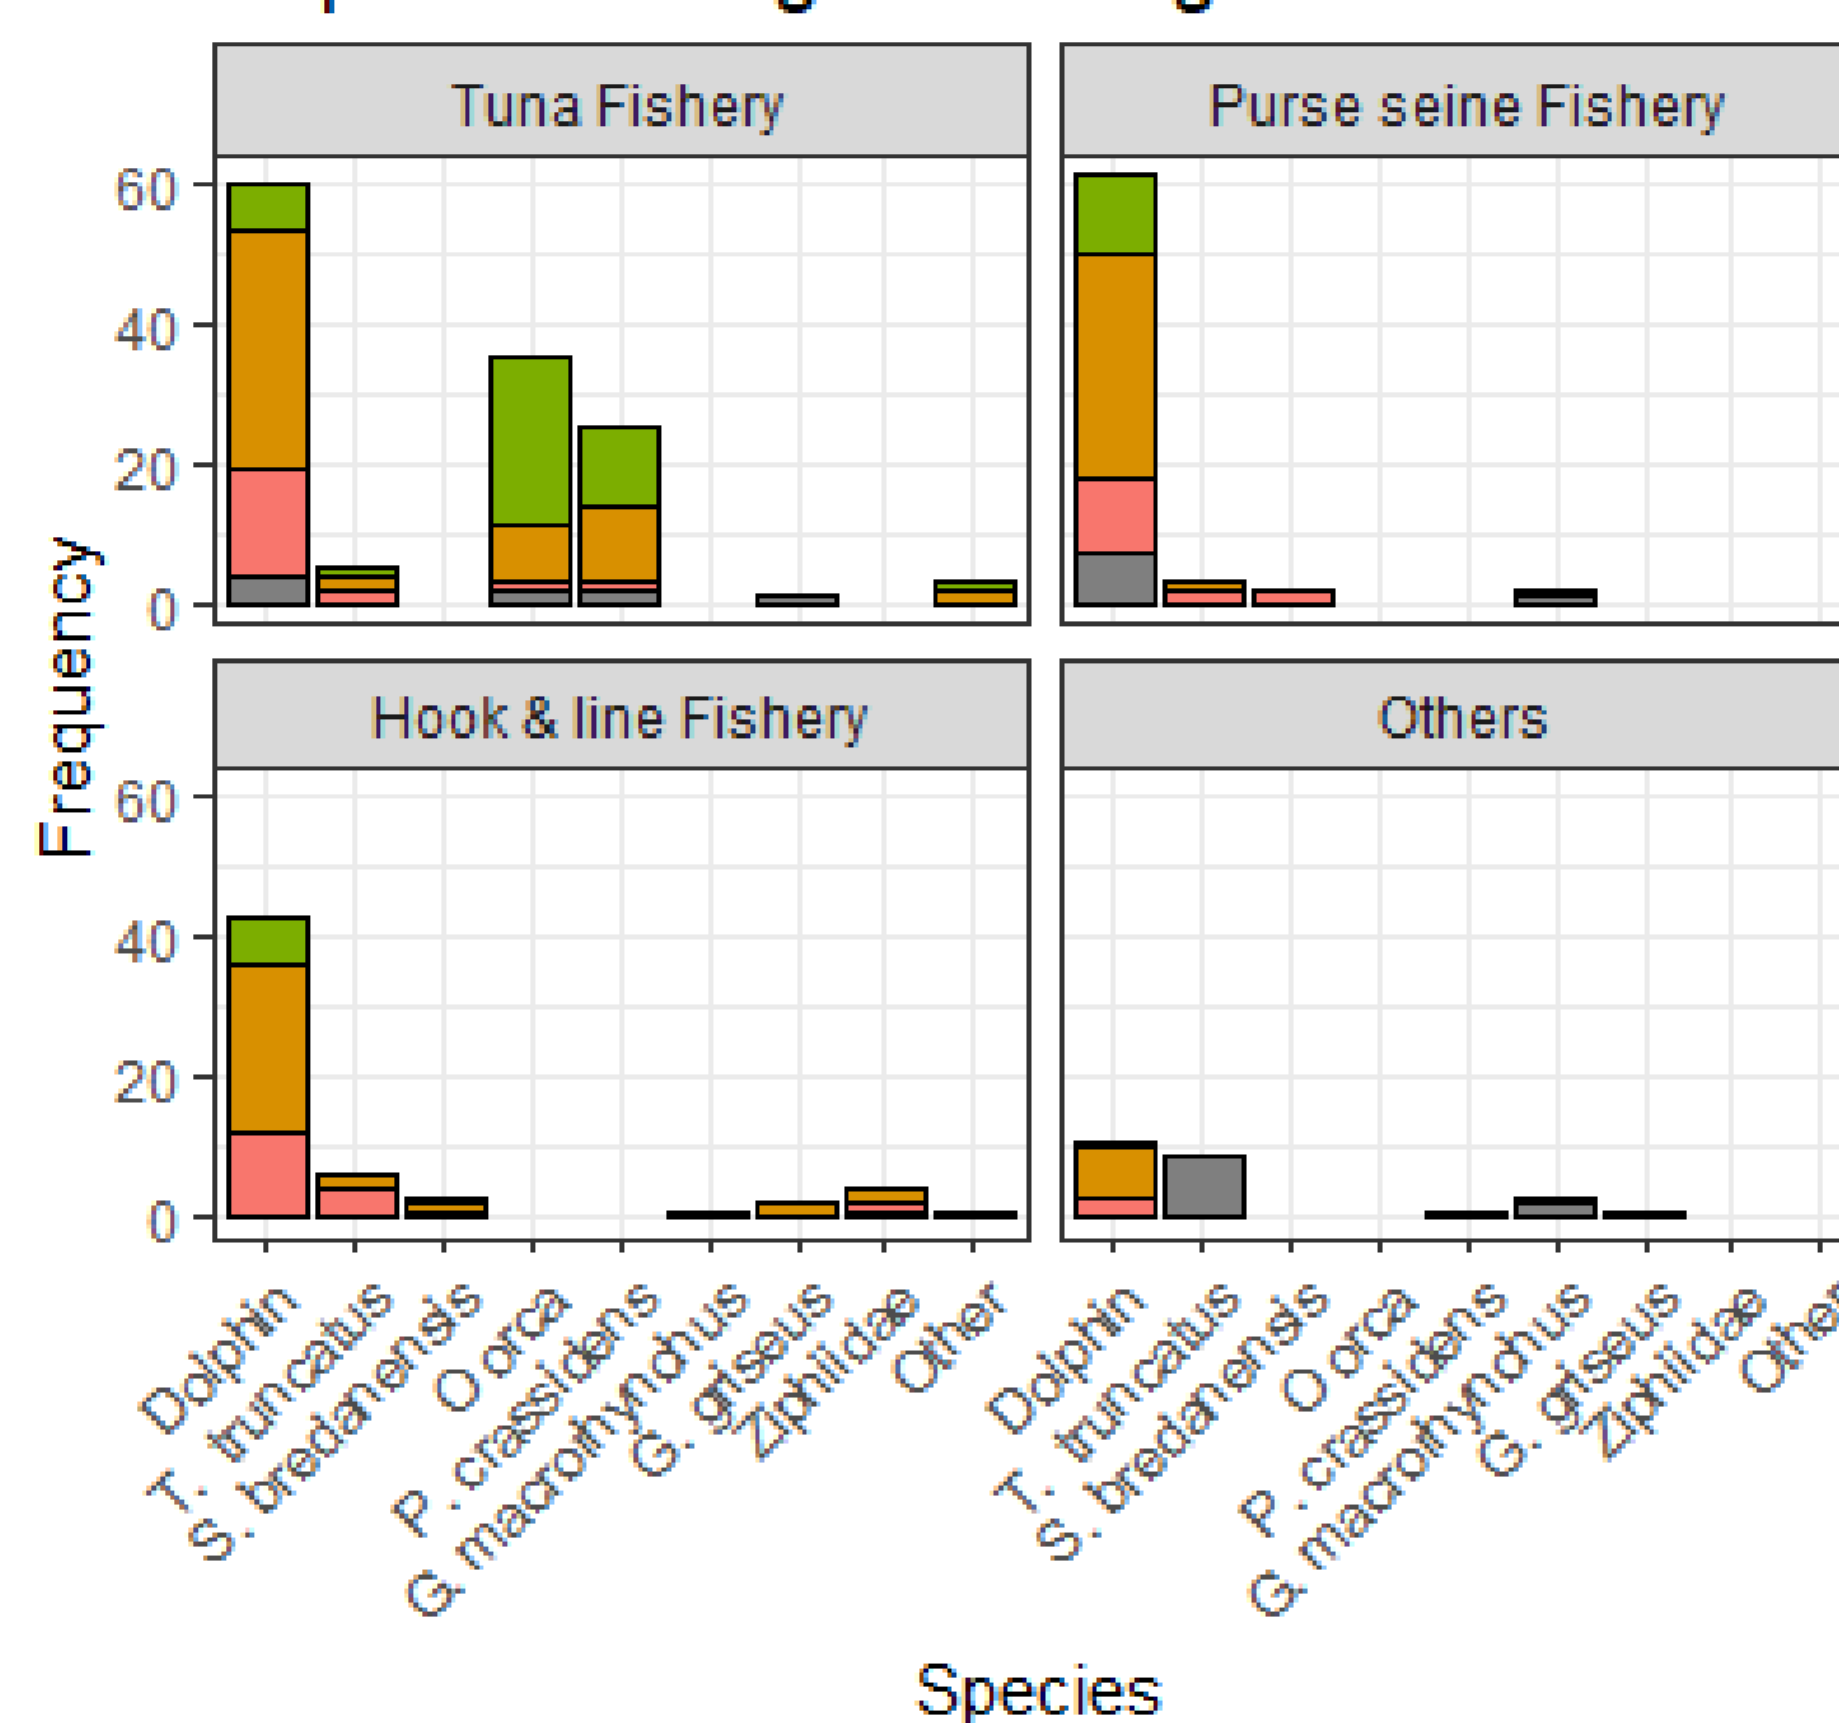 Tuna Fishery
Purse seine Fishery
60
40
20
0
Hook & line Fishery
Others
60
40
20
0
Frequency
Dolphin
T. truncatus
S. bredanensis
O orca
P. crassidens
G. macrorhynchus
G. griseus
Ziphiidae
Other
Dolphin
T. truncatus
S. bredanensis
O orca
P. crassidens
G. macrorhynchus
G. griseus
Ziphiidae
Other
Species